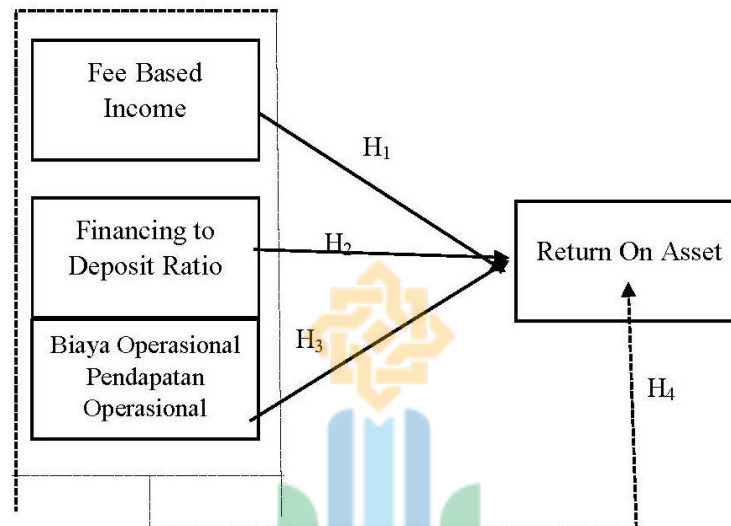 Fee Based
Income
H₁
Financing to
Deposit Ratio
H₂
Return On Asset
Biaya Operasional
Pendapatan
Operasional
H₃
H₄